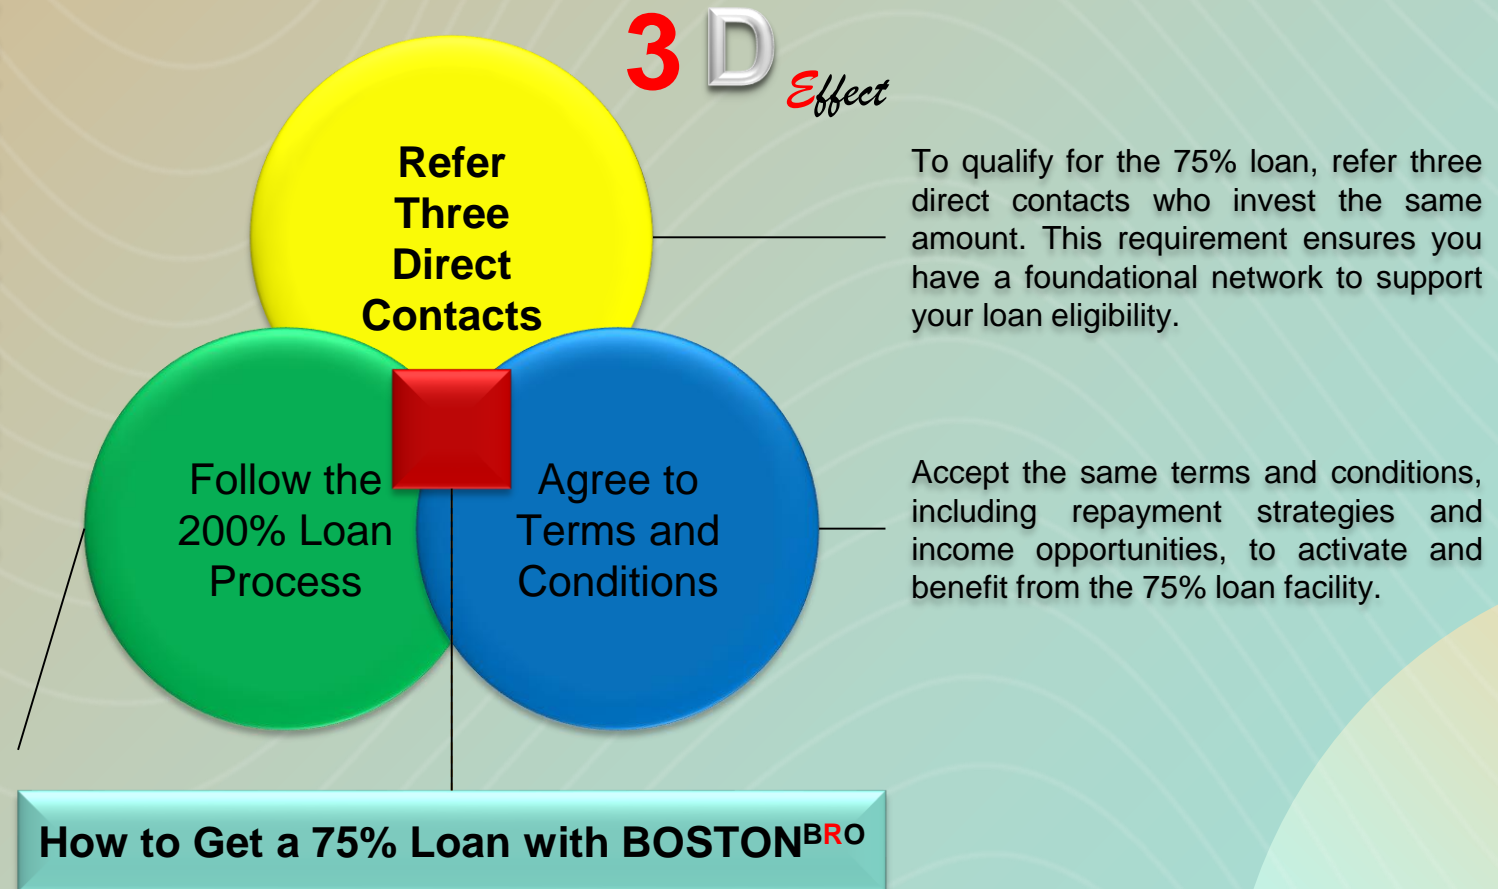 3 D Effect
Refer
Three
Direct
Contacts
To qualify for the 75% loan, refer three
direct contacts who invest the same
amount. This requirement ensures you
have a foundational network to support
your loan eligibility.
Follow the
200% Loan
Process
Agree to
Terms and
Conditions
Accept the same terms and conditions,
including repayment strategies and
income opportunities, to activate and
benefit from the 75% loan facility.
How to Get a 75% Loan with BOSTONBRO